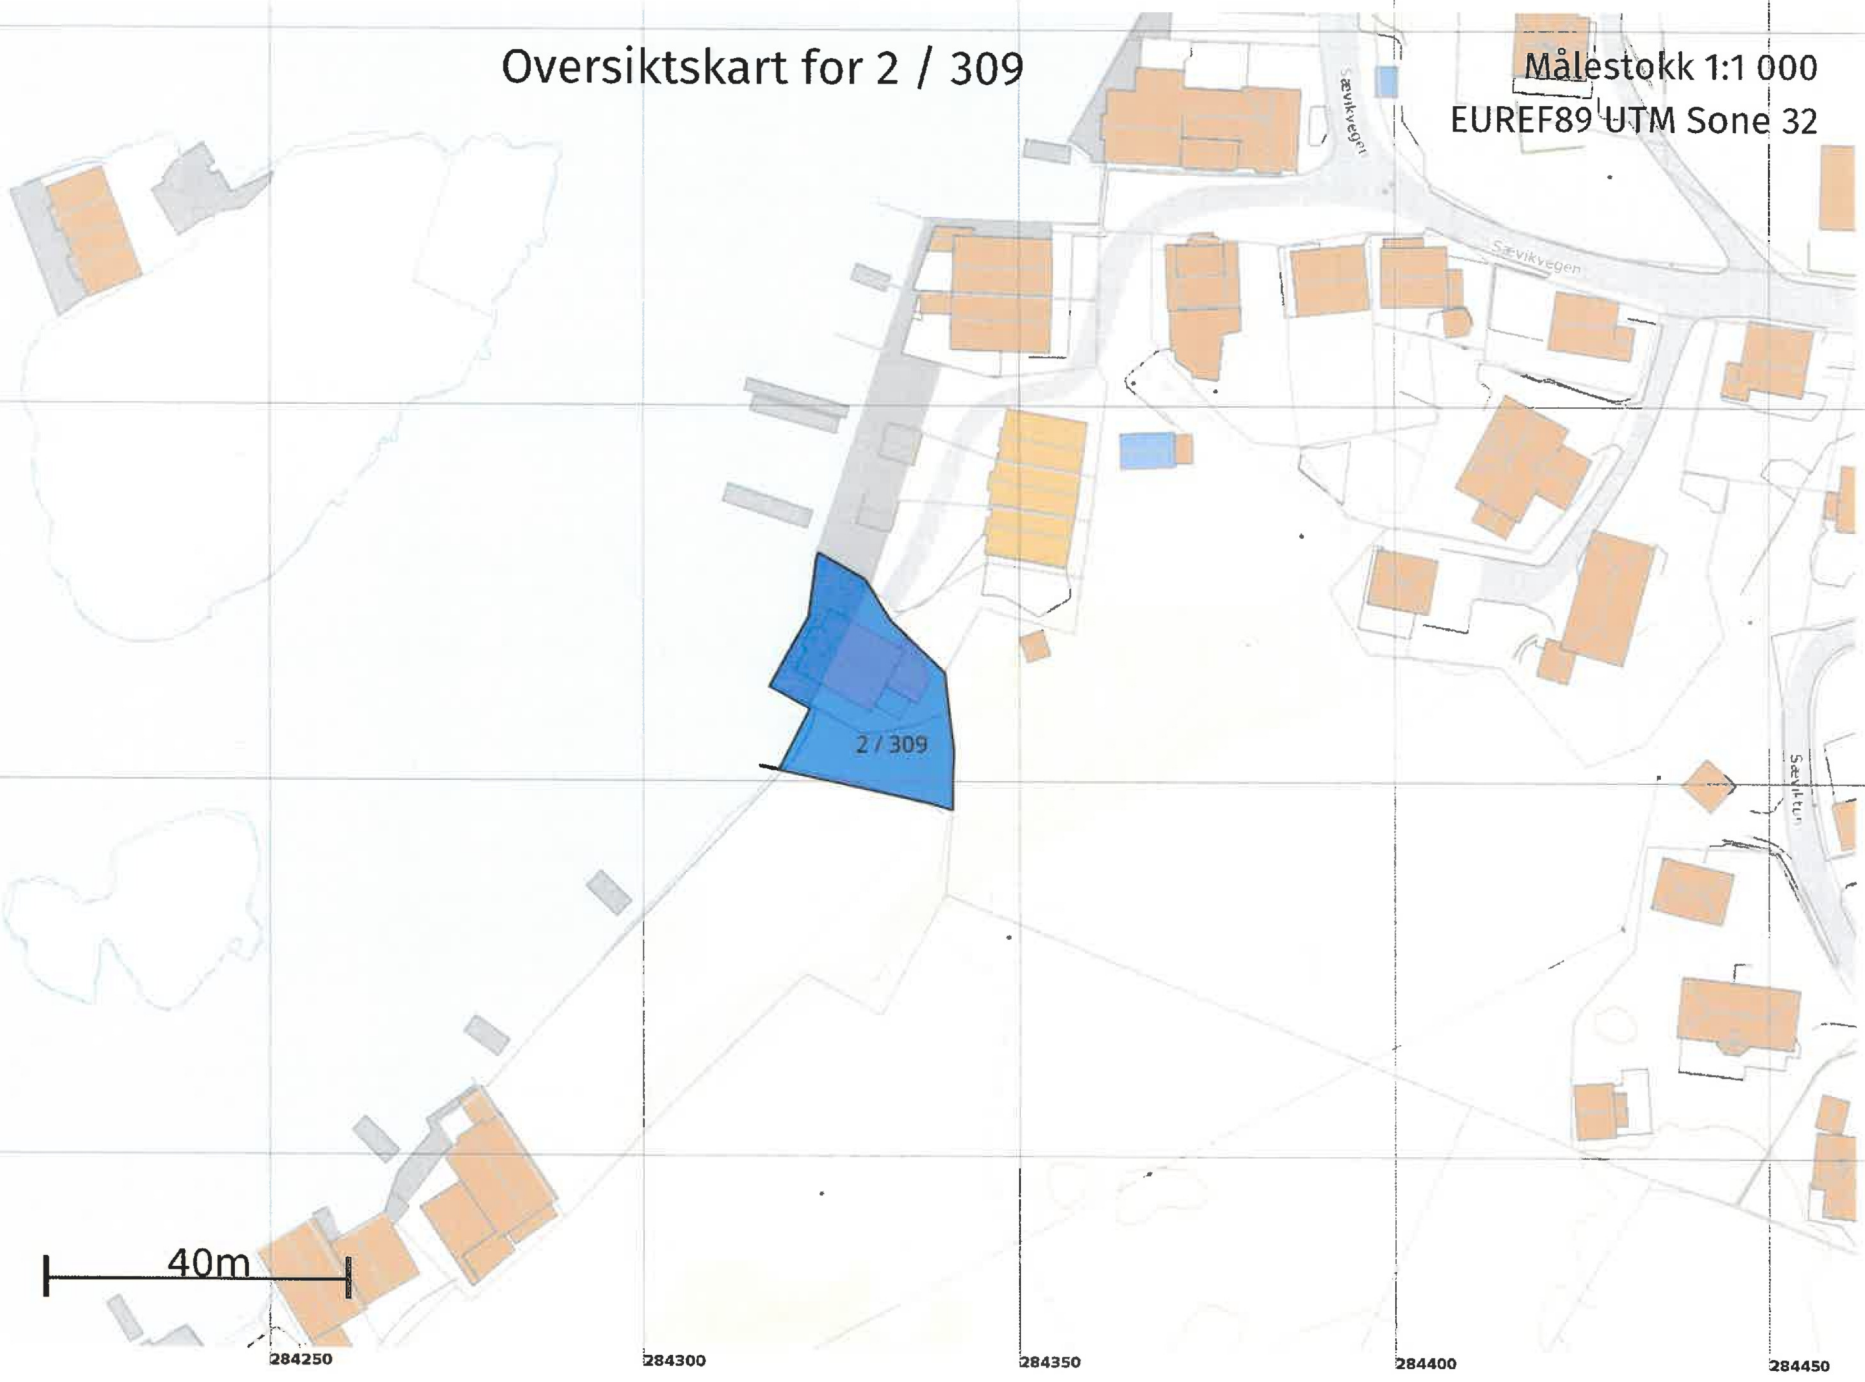 Oversiktskart for 2 / 309
Målestokk 1:1 000
EUREF89 UTM Sone 32
Sævikvegen
Sævikvegen
2 / 309
Sæviktun
40m
284250
284300
284350
284400
284450